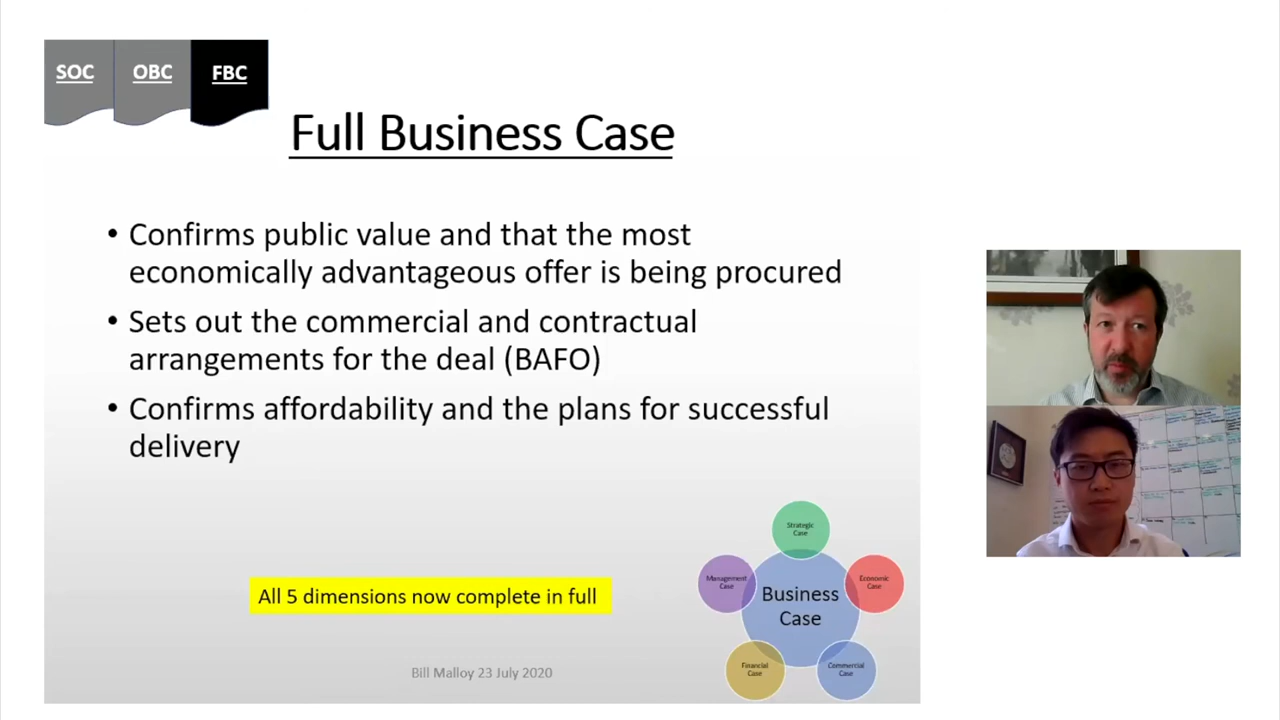 SOC OBC FBC
Full Business Case
• Confirms public value and that the most
economically advantageous offer is being procured
• Sets out the commercial and contractual
arrangements for the deal (BAFO)
• Confirms affordability and the plans for successful
delivery
Strategic
Case
Management
Case
Economic
Case
Business
Case
All 5 dimensions now complete in full
Financial
Case
Commercial
Case
Bill Malloy 23 July 2020